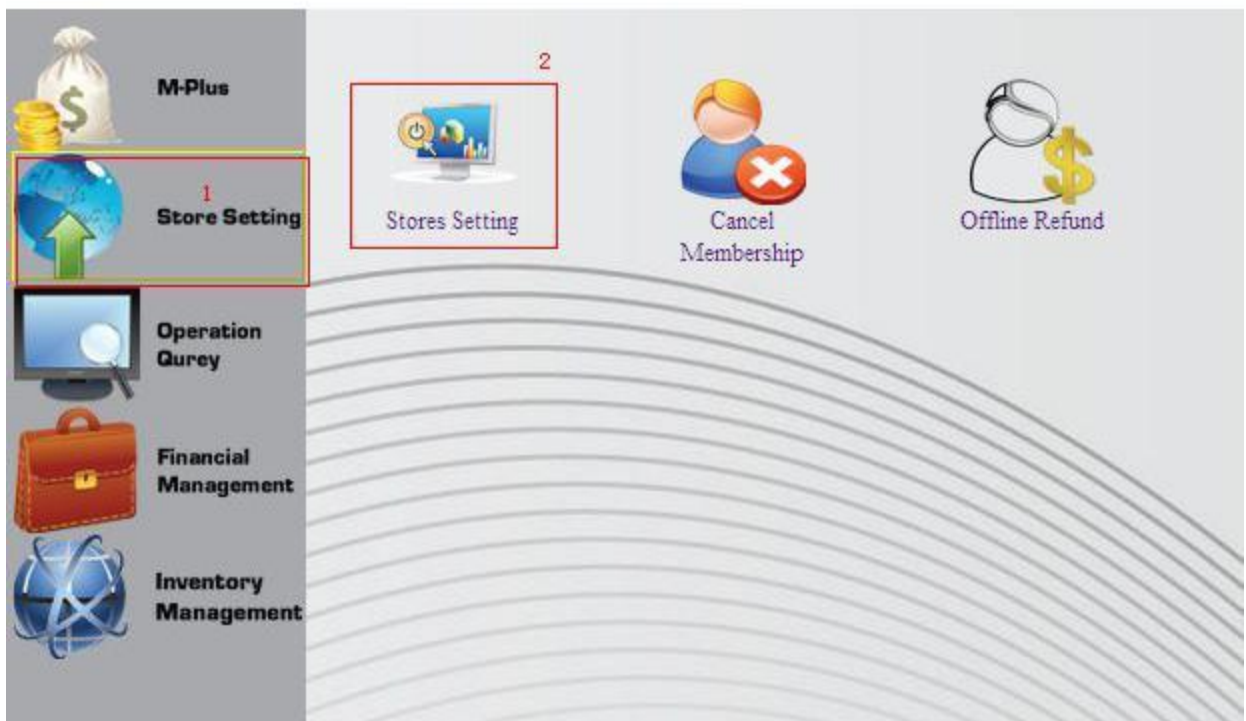 M-Plus
1
Store Setting
Operation
Qurey
Financial
Management
Inventory
Management
2
Stores Setting
Cancel
Membership
Offline Refund